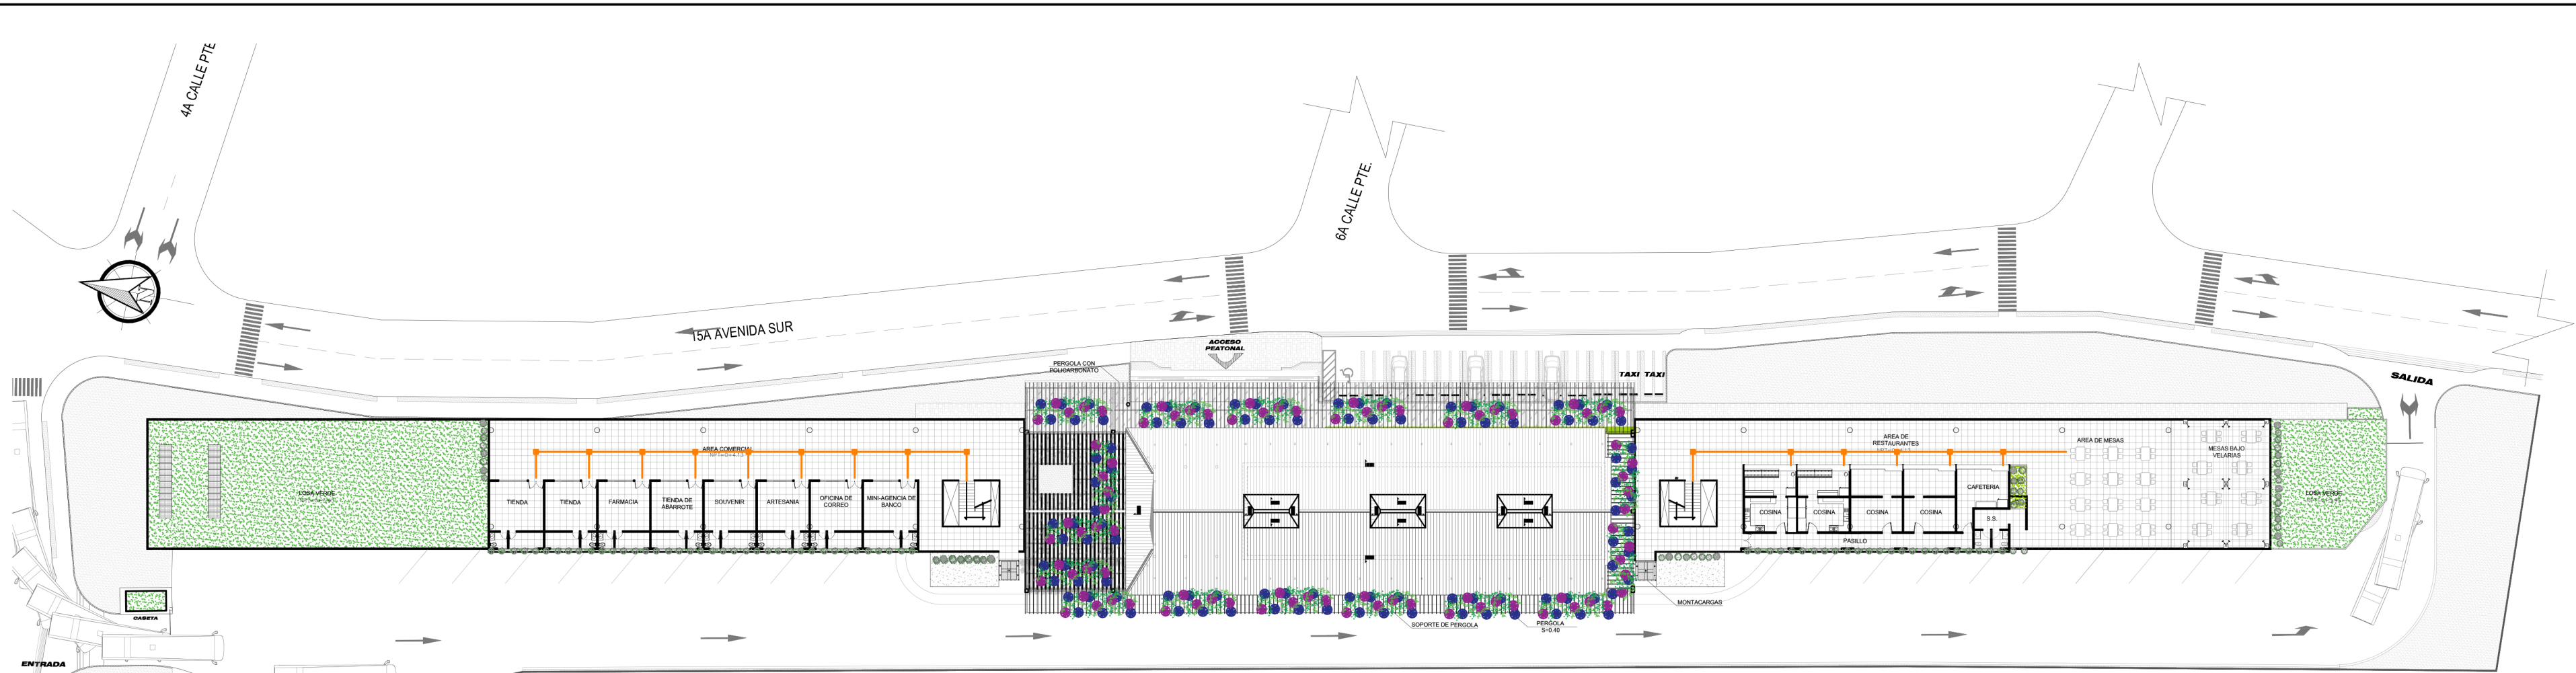 4A CALLE PTE
6A CALLE PTE.
15A AVENIDA SUR
ACCESO
PEATONAL
PERGOLA CON
POLICARBONATO
TAXI TAXI
SALIDA
LOSA VERDE
AREA COMERCIAL
TIENDA
TIENDA
FARMACIA
TIENDA DE
ABARROTE
SOUVENIR
ARTESANIA
OFICINA DE
CORREO
MINI-AGENCIA DE
BANCO
AREA DE
RESTAURANTES
AREA DE MESAS
MESAS BAJO
VELARIAS
COSINA
COSINA
COSINA
COSINA
CAFETERIA
S.S.
PASILLO
LOSA VERDE
MONTACARGAS
SOPORTE DE PERGOLA
PERGOLA
S=0.40
CASETA
ENTRADA